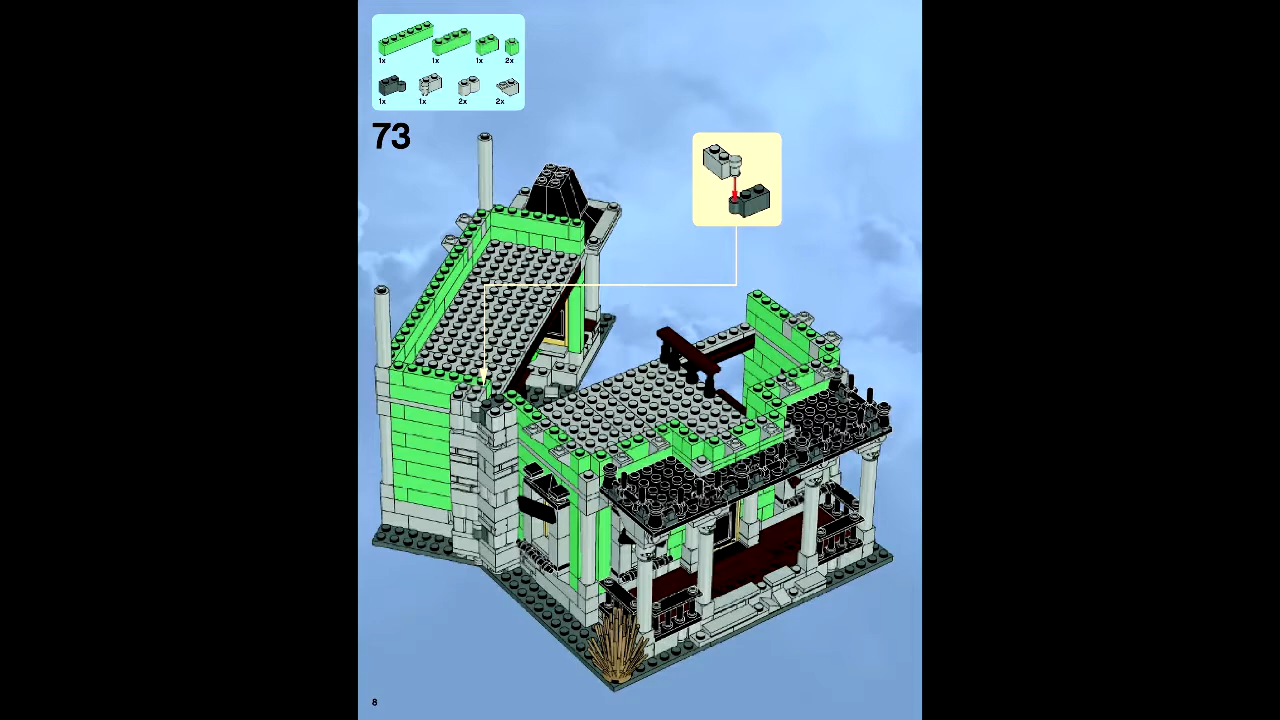 1x 1x 1x 2x
1x 1x 2x 2x
73
8